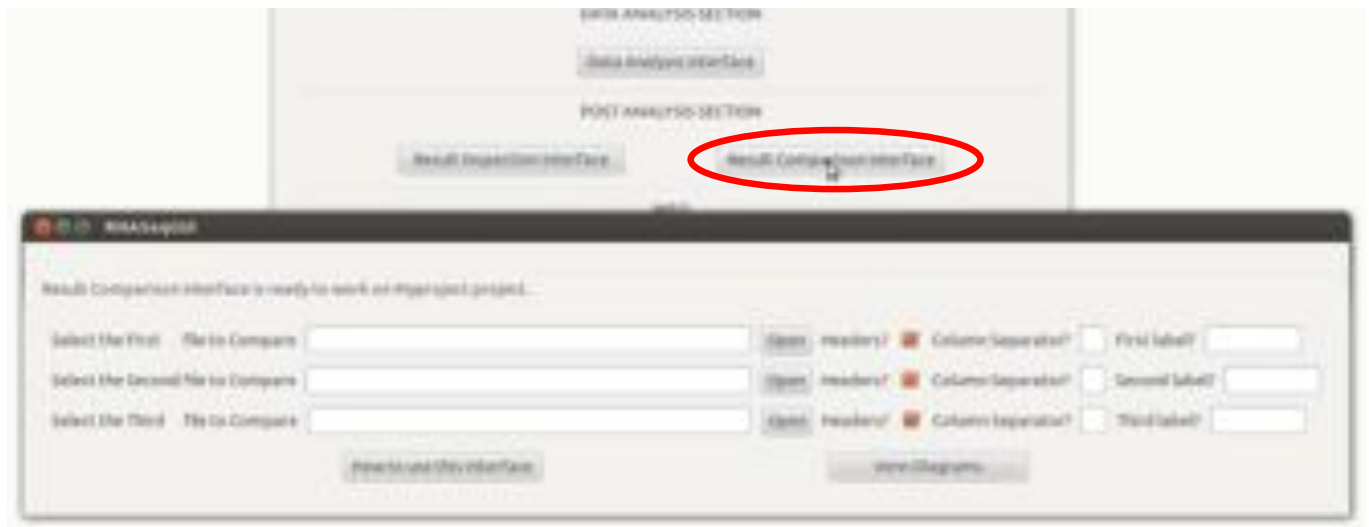 DATA ANALYSIS SECTION
Data Analysis Interface
POST ANALYSIS SECTION
Result Inspection Interface Result Comparison Interface
RNASeqGUI
Result Comparison Interface is ready to work on project.
Select the First file to Compare Open Headers? Column Separator? First label?
Select the Second file to Compare Open Headers? Column Separator? Second label?
Select the Third file to Compare Open Headers? Column Separator? Third label?
How to use this Interface Venn Diagrams